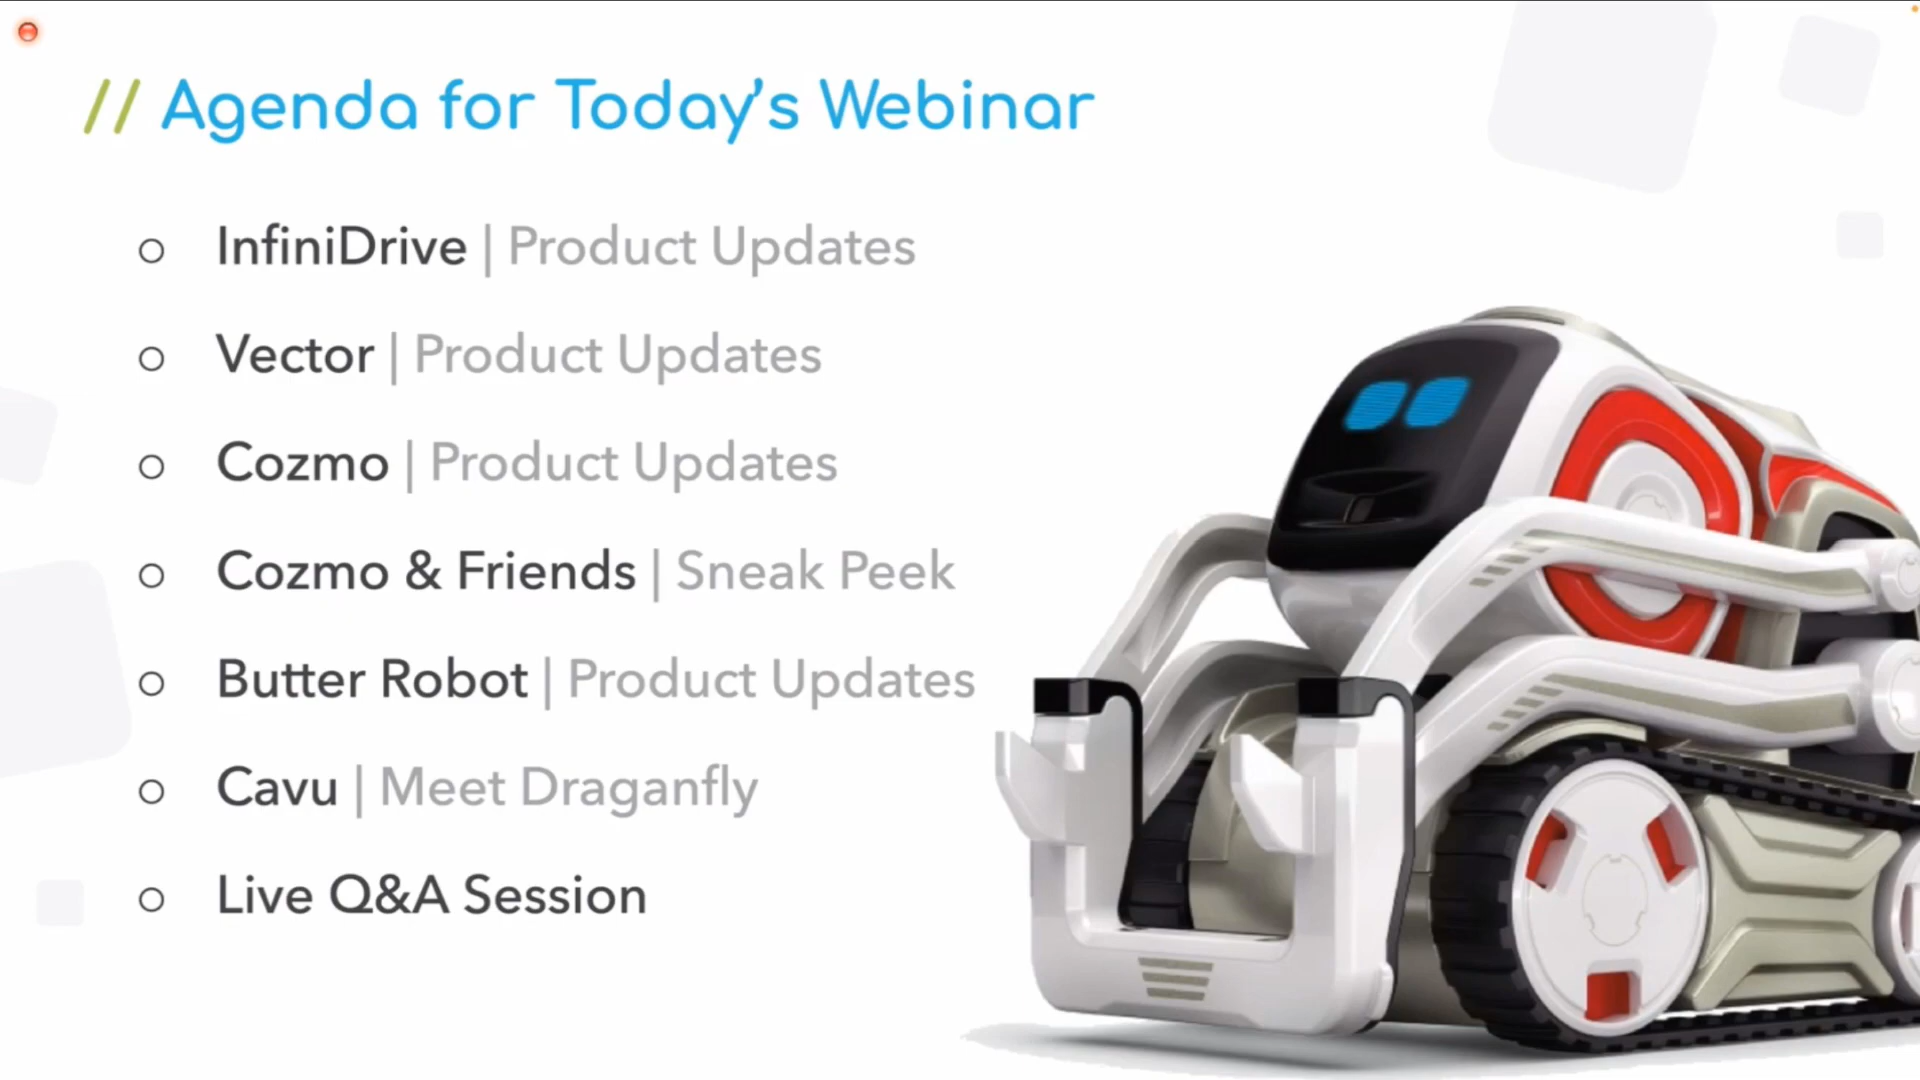 // Agenda for Today's Webinar
InfiniDrive | Product Updates
Vector | Product Updates
Cozmo | Product Updates
Cozmo & Friends | Sneak Peek
Butter Robot | Product Updates
Cavu | Meet Draganfly
Live Q&A Session